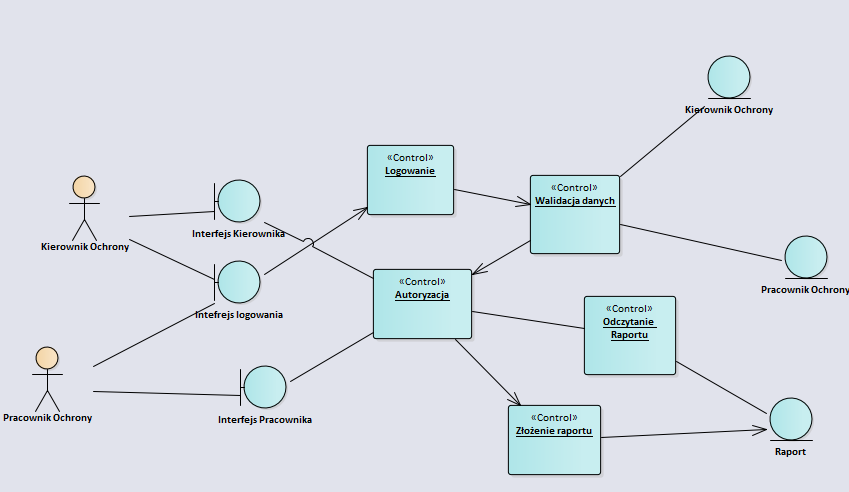 Kierownik Ochrony
«Control»
Logowanie
«Control»
Walidacja danych
Kierownik Ochrony
Interfejs Kierownika
Pracownik Ochrony
«Control»
Autoryzacja
Intefrejs logowania
«Control»
Odczytanie
Raportu
Pracownik Ochrony
Interfejs Pracownika
«Control»
Złożenie raportu
Raport